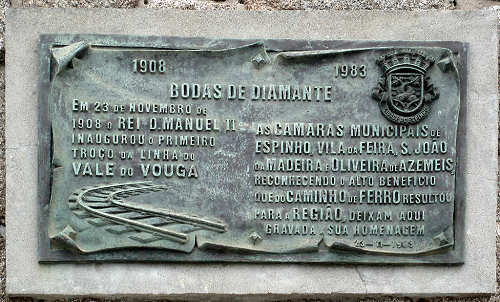 1908
1983
BODAS DE DIAMANTE
EM 23 DE NOVEMBRO DE
1908 O REI D. MANUEL II
INAUGUROU O PRIMEIRO
TROÇO DA LINHA DO
VALE DO VOUGA
AS CAMARAS MUNICIPAIS DE
ESPINHO, VILA DA FEIRA, S. JOÃO
DA MADEIRA E OLIVEIRA DE AZEMEIS
RECONHECENDO O ALTO BENEFICIO
QUE DO CAMINHO DE FERRO RESULTOU
PARA A REGIÃO, DEIXAM AQUI
GRAVADA A SUA HOMENAGEM